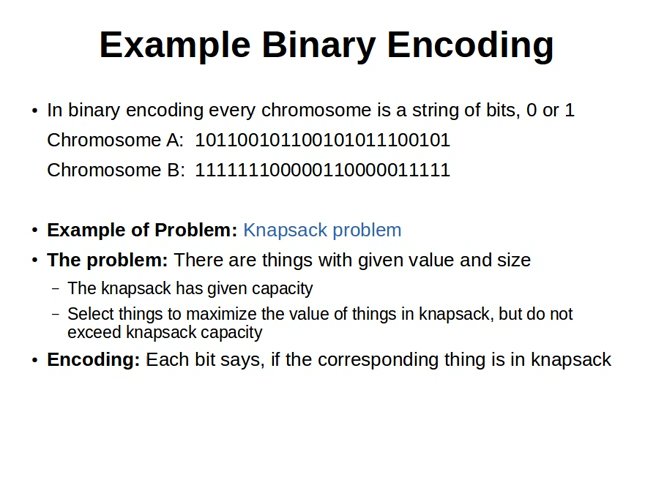 Example Binary Encoding
• In binary encoding every chromosome is a string of bits, 0 or 1
Chromosome A: 101100101100101011100101
Chromosome B: 111111100000110000011111
• Example of Problem: Knapsack problem
• The problem: There are things with given value and size
– The knapsack has given capacity
– Select things to maximize the value of things in knapsack, but do not
exceed knapsack capacity
• Encoding: Each bit says, if the corresponding thing is in knapsack